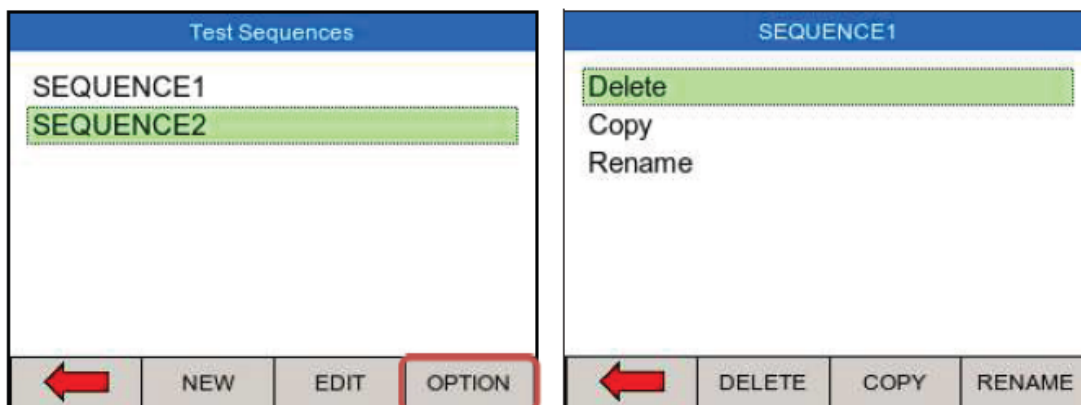 Test Sequences
SEQUENCE1
SEQUENCE2
NEW EDIT OPTION
SEQUENCE1
Delete
Copy
Rename
DELETE COPY RENAME